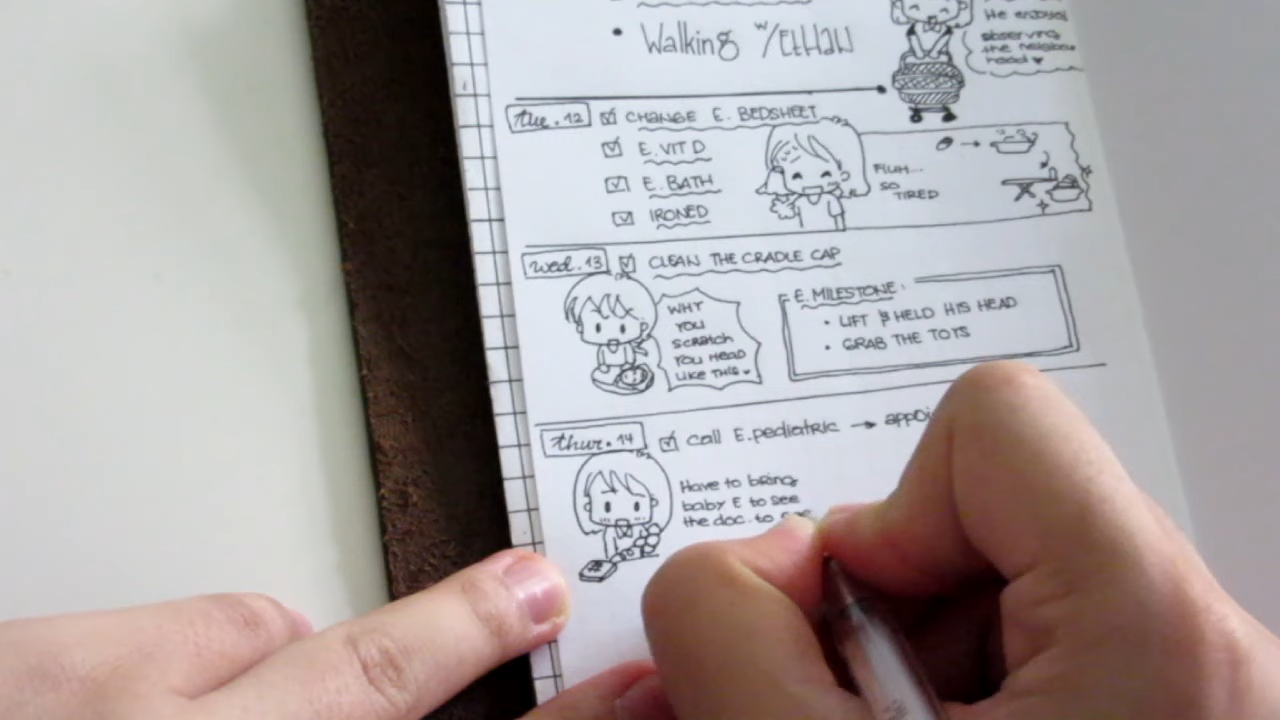 He enjoyed
observing
the neighbor
hood ♥
• Walking w/ Ethan
tue. 12
☑ CHANGE E. BEDSHEET
☑ E. VIT D
☑ E. BATH
☑ IRONED
FIUH...
SO
TIRED
wed. 13
☑ CLEAN THE CRADLE CAP
WHY
YOU
SCRATCH
YOU HEAD
LIKE THIS ♥
E. MILESTONE :
• LIFT & HELD HIS HEAD
• GRAB THE TOYS
thur. 14
☑ call E. pediatric →
Have to bring
baby E to see
the doc. to